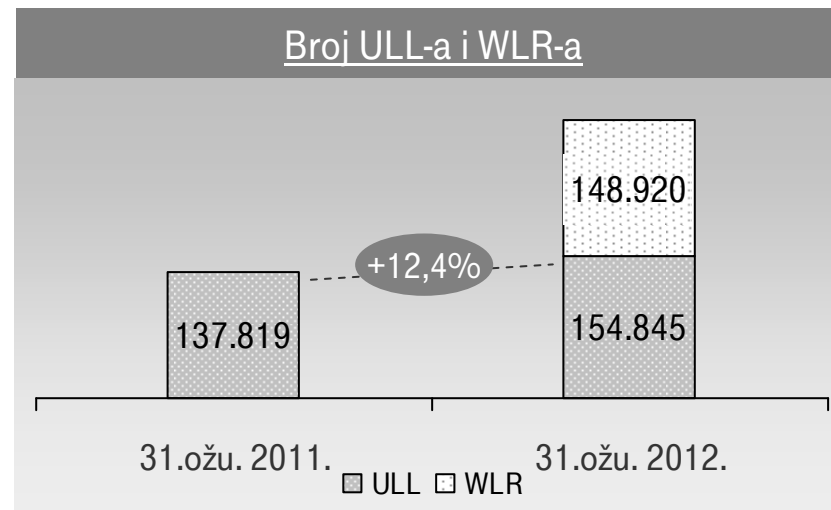 Broj ULL-a i WLR-a
148.920
+12,4%
137.819
154.845
31.ožu. 2011.
31.ožu. 2012.
ULL
WLR